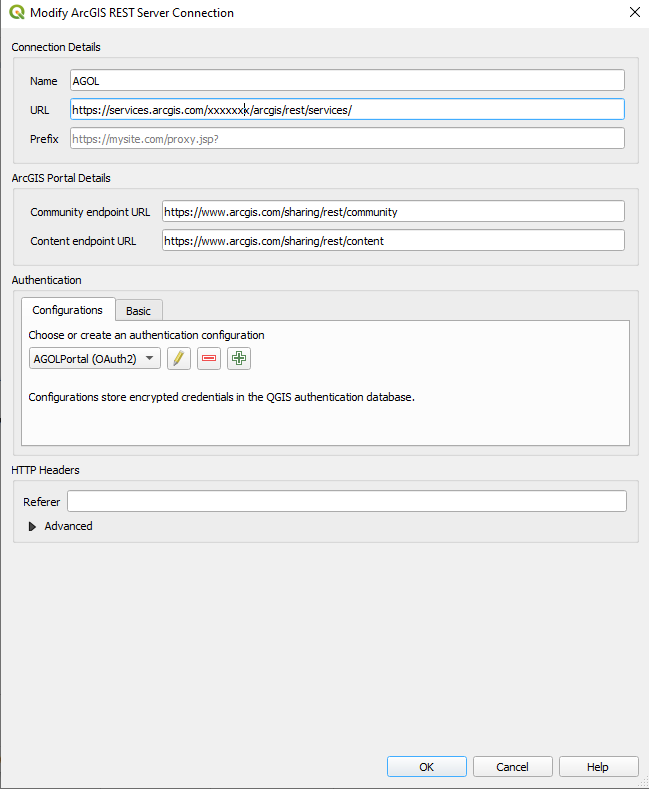 Modify ArcGIS REST Server Connection
Connection Details
Name AGOL
URL https://services.arcgis.com/xxxxxxx/arcgis/rest/services/
Prefix https://mysite.com/proxy.jsp?
ArcGIS Portal Details
Community endpoint URL https://www.arcgis.com/sharing/rest/community
Content endpoint URL https://www.arcgis.com/sharing/rest/content
Authentication
Configurations Basic
Choose or create an authentication configuration
AGOLPortal (OAuth2)
Configurations store encrypted credentials in the QGIS authentication database.
HTTP Headers
Referer
Advanced
OK Cancel Help